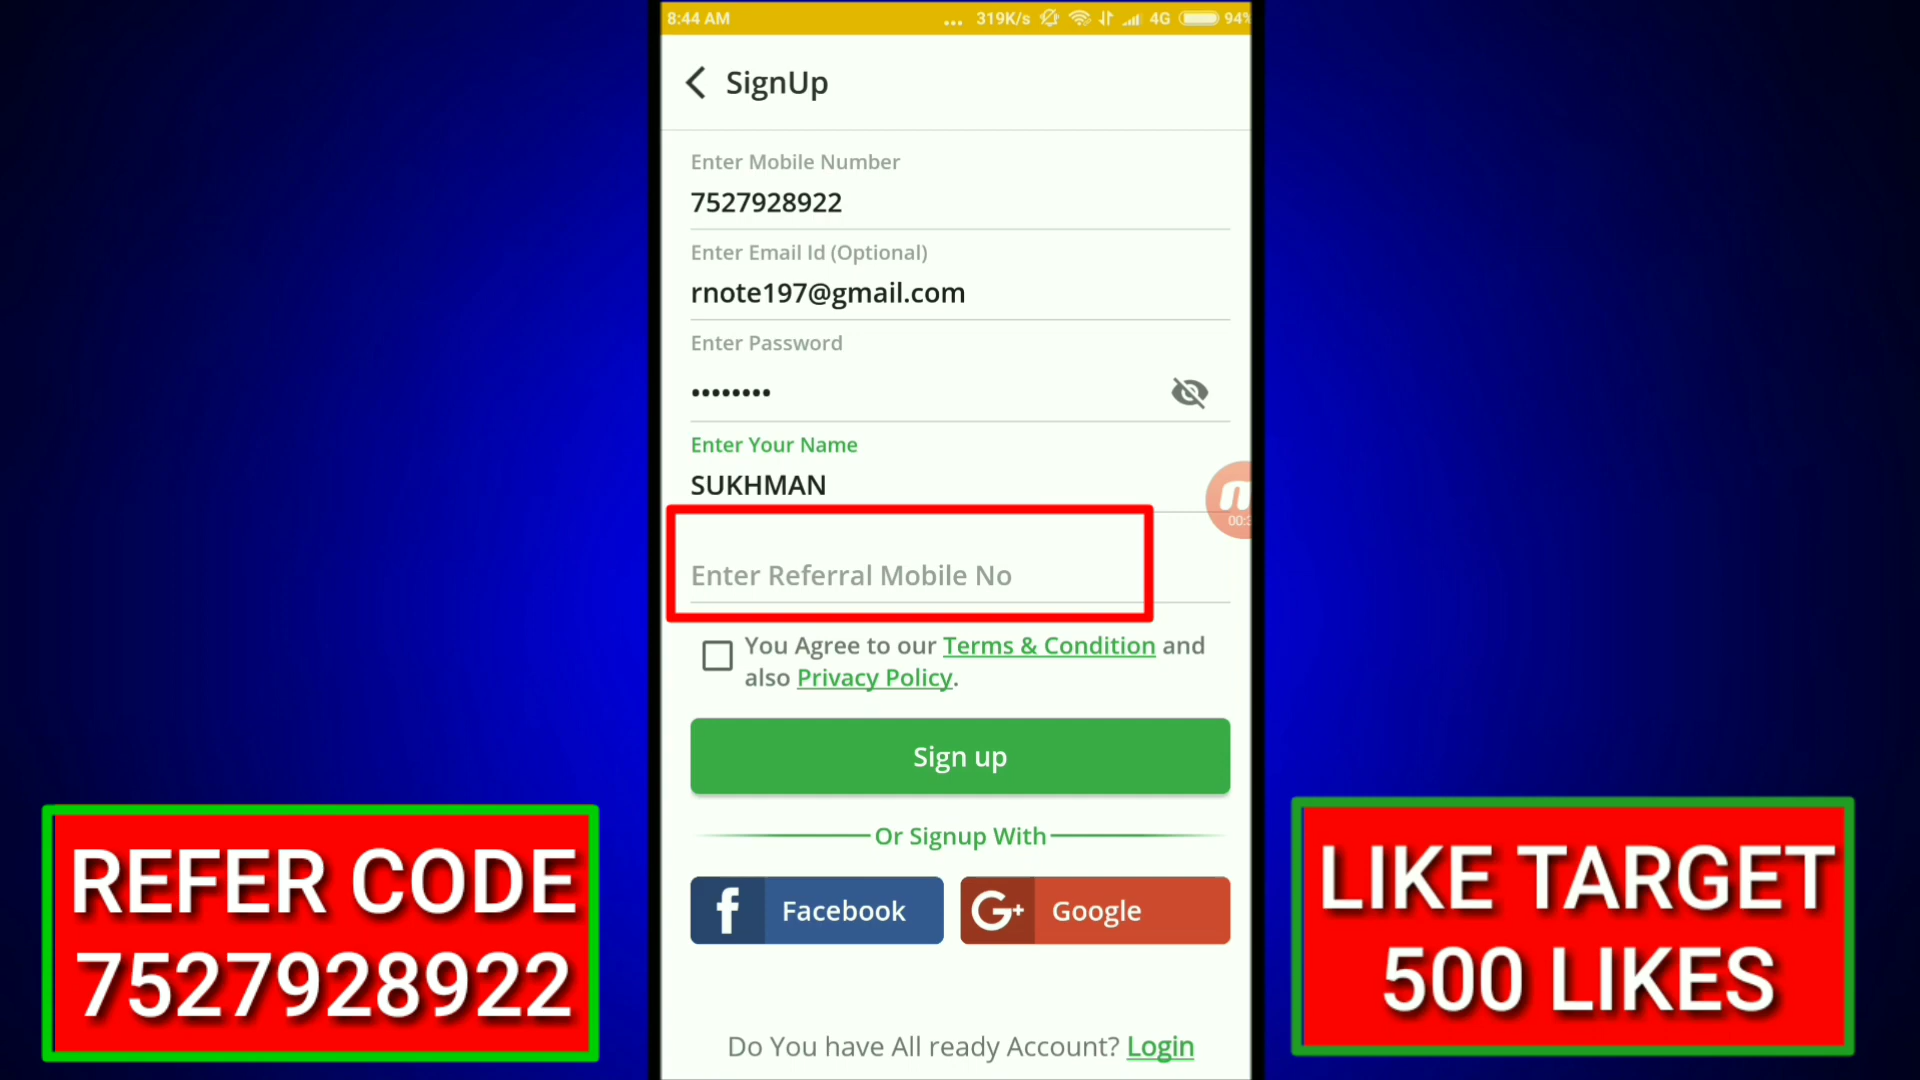 8:44 AM
... 319K/s 4G 94%
SignUp
Enter Mobile Number
7527928922
Enter Email Id (Optional)
rnote197@gmail.com
Enter Password
••••••••
Enter Your Name
SUKHMAN
00:3
Enter Referral Mobile No
You Agree to our Terms & Condition and
also Privacy Policy.
Sign up
Or Signup With
f Facebook
G+ Google
Do You have All ready Account? Login
REFER CODE
7527928922
LIKE TARGET
500 LIKES